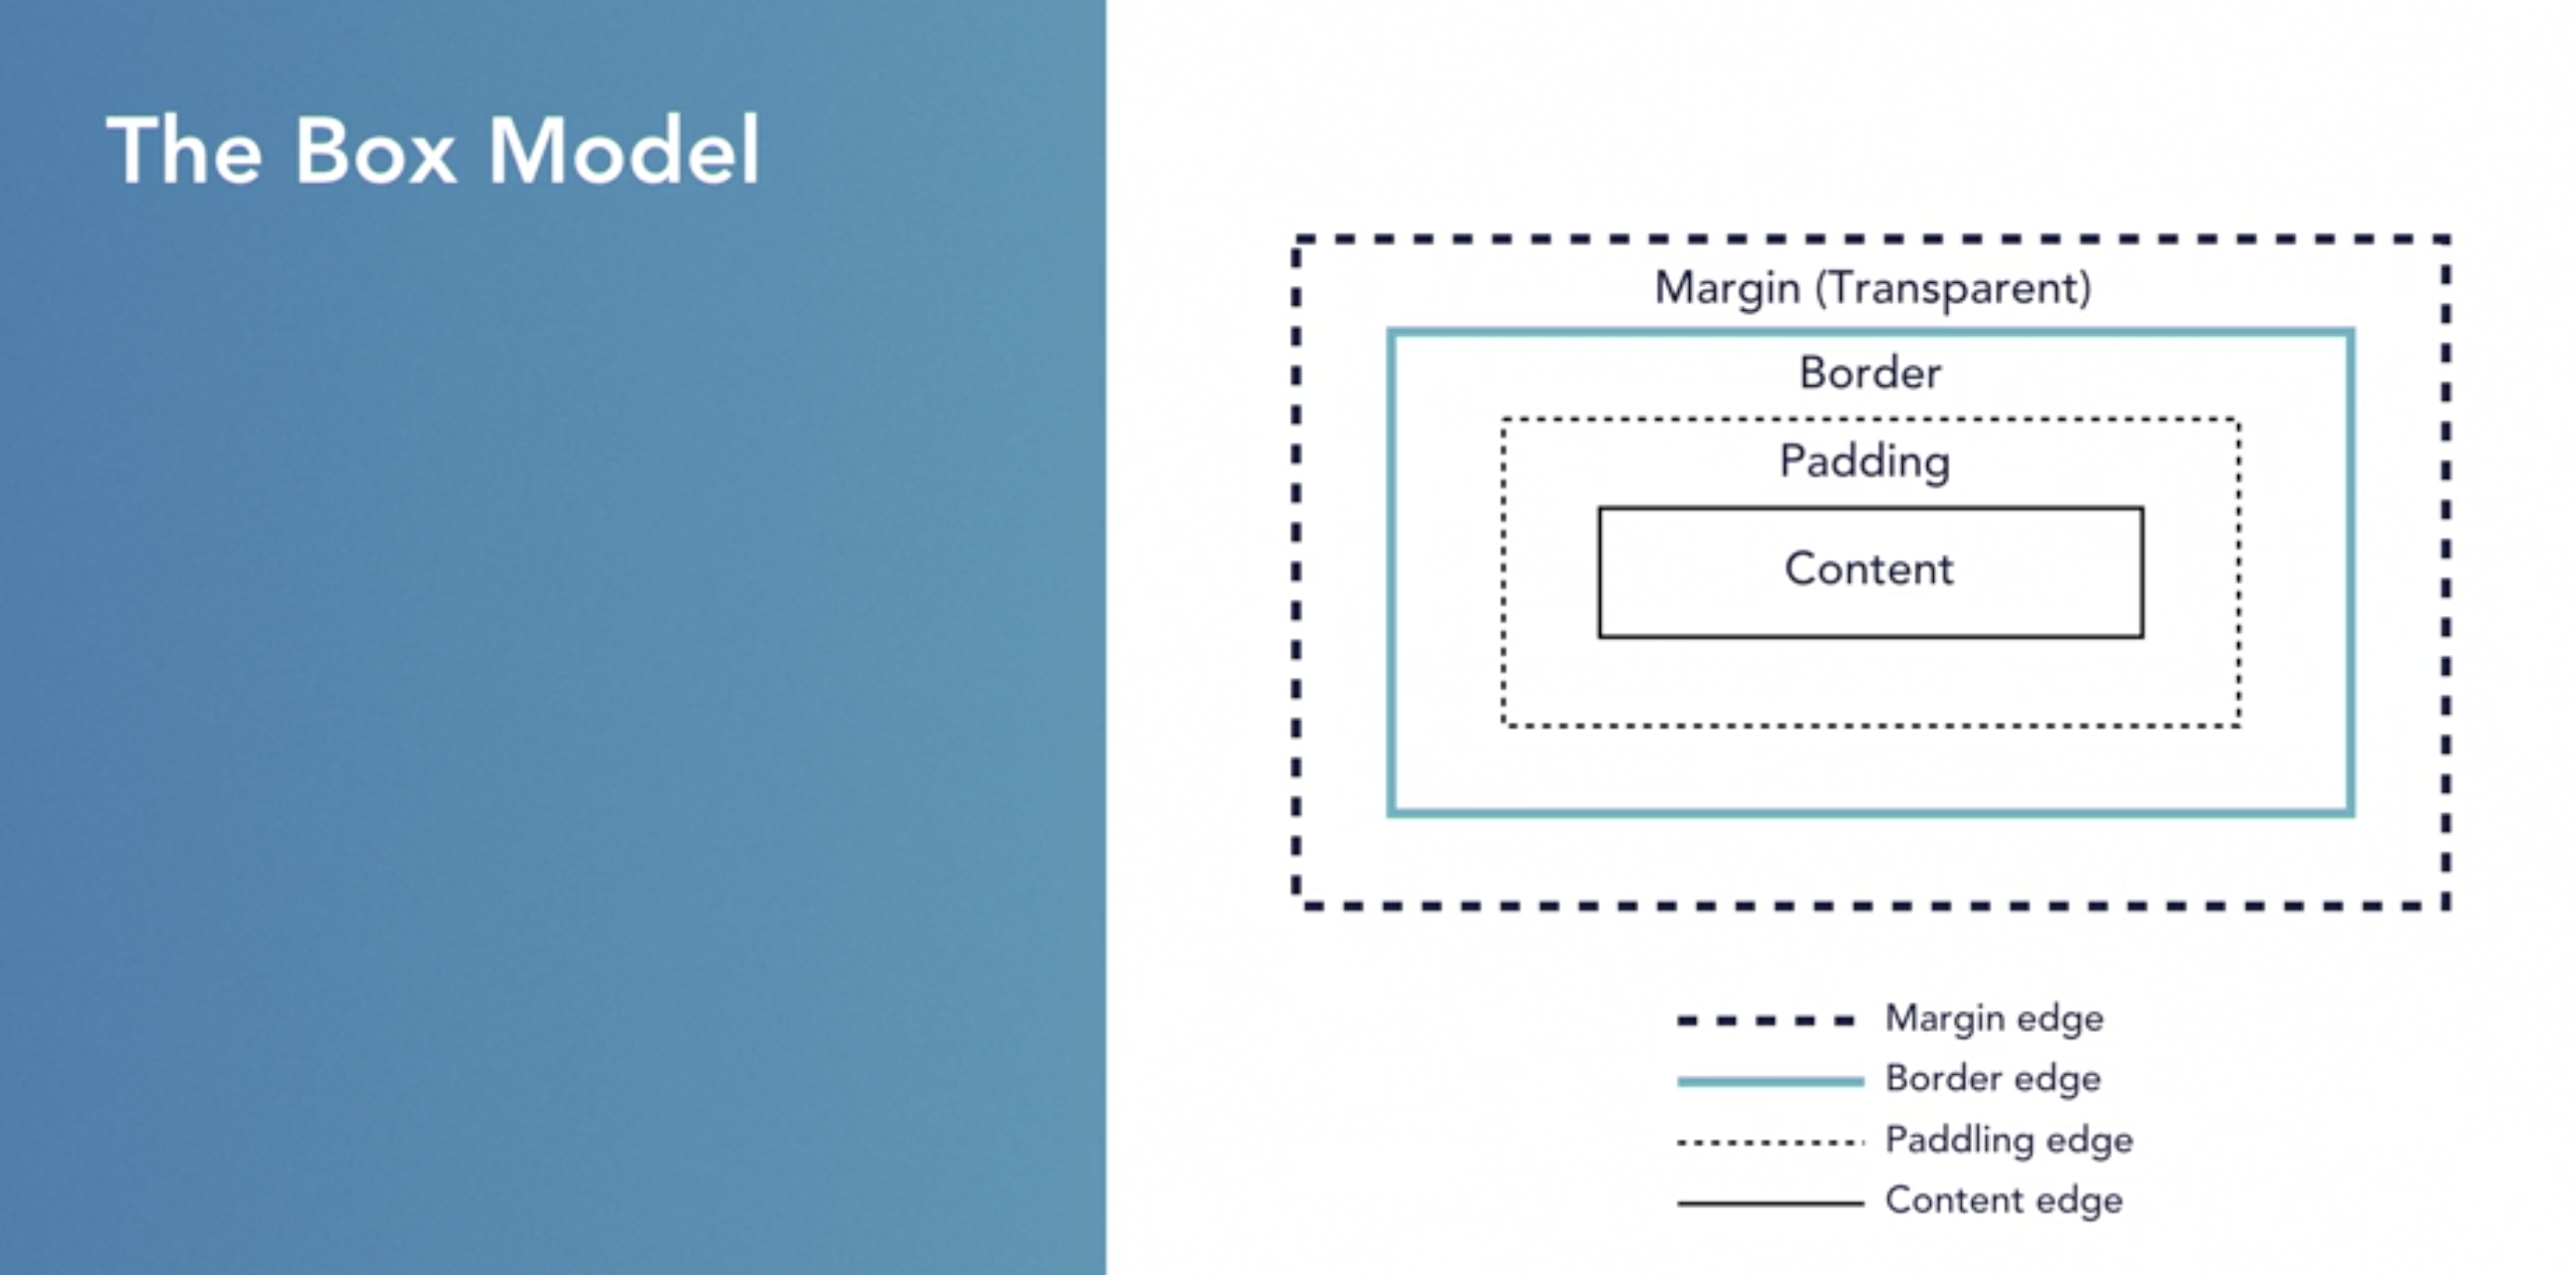 The Box Model
Margin (Transparent)
Border
Padding
Content
Margin edge
Border edge
Paddling edge
Content edge